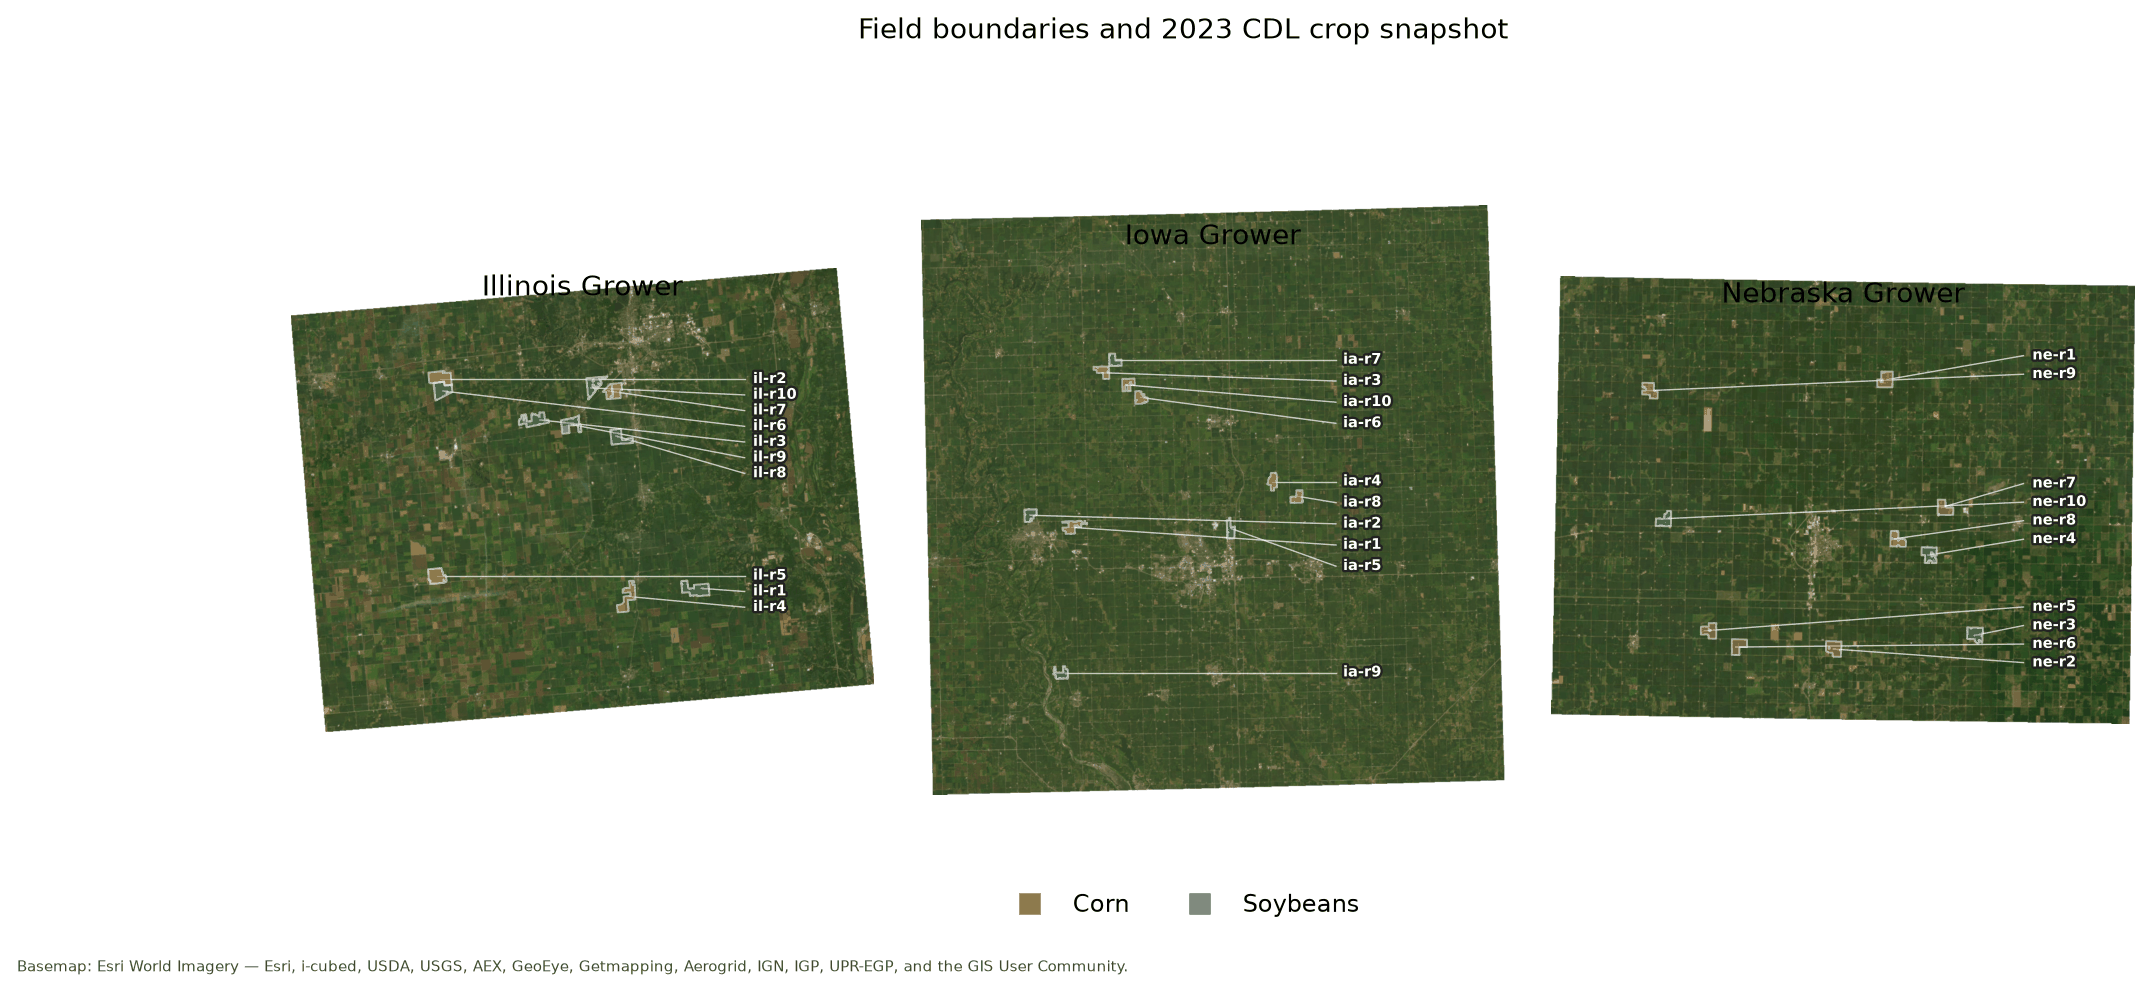 Field boundaries and 2023 CDL crop snapshot
Illinois Grower
il-r2
il-r10
il-r7
il-r6
il-r3
il-r9
il-r8
il-r5
il-r1
il-r4
Iowa Grower
ia-r7
ia-r3
ia-r10
ia-r6
ia-r4
ia-r8
ia-r2
ia-r1
ia-r5
ia-r9
Nebraska Grower
ne-r1
ne-r9
ne-r7
ne-r10
ne-r8
ne-r4
ne-r5
ne-r3
ne-r6
ne-r2
Corn
Soybeans
Basemap: Esri World Imagery — Esri, i-cubed, USDA, USGS, AEX, GeoEye, Getmapping, Aerogrid, IGN, IGP, UPR-EGP, and the GIS User Community.